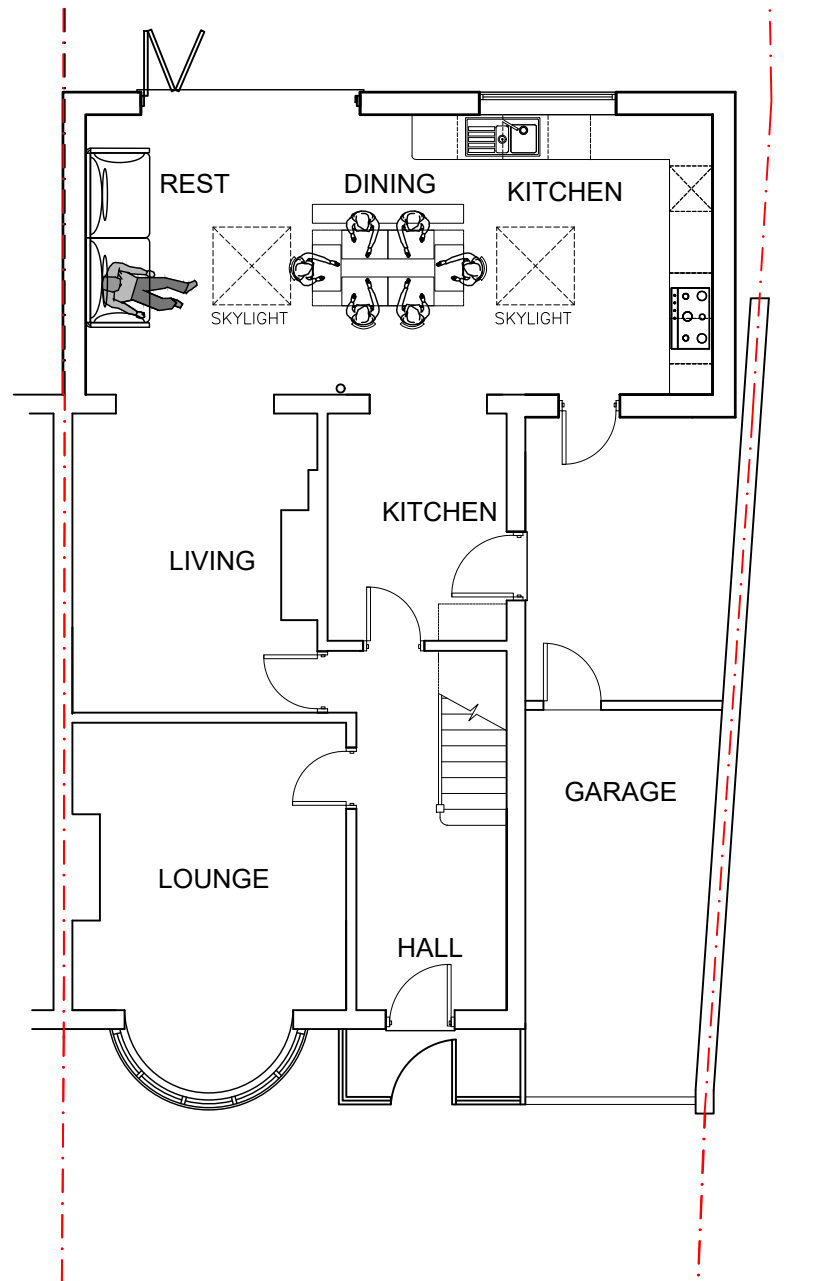 REST
DINING
KITCHEN
SKYLIGHT
SKYLIGHT
KITCHEN
LIVING
GARAGE
LOUNGE
HALL